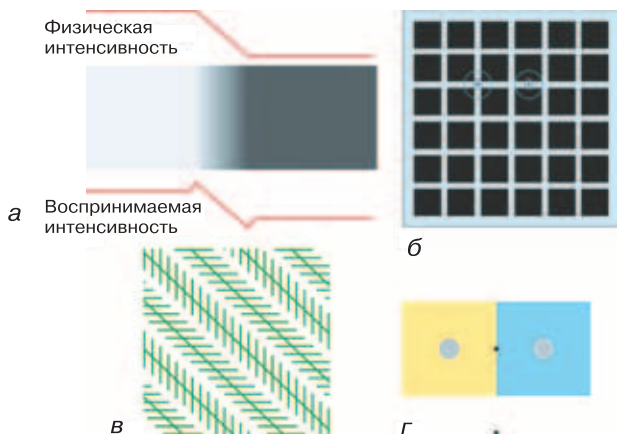 Физическая
интенсивность
а
Воспринимаемая
интенсивность
б
в
г